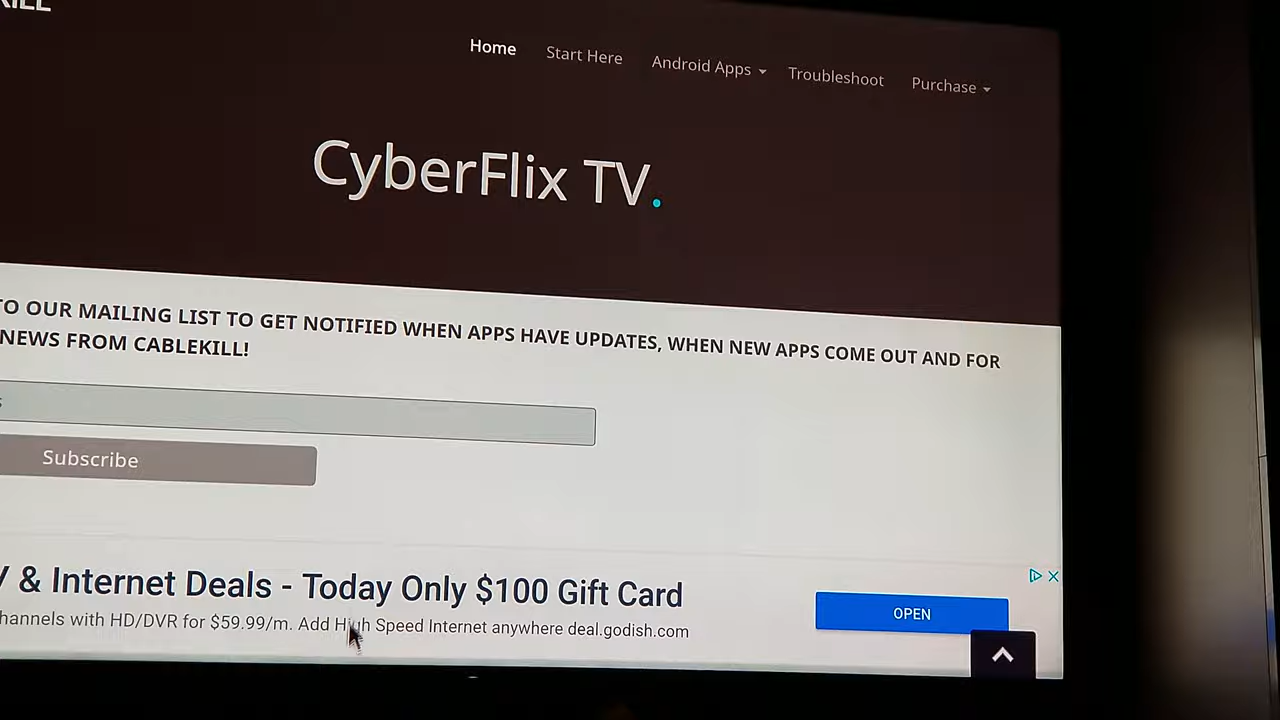 Home Start Here Android Apps Troubleshoot Purchase
CyberFlix TV.
TO OUR MAILING LIST TO GET NOTIFIED WHEN APPS HAVE UPDATES, WHEN NEW APPS COME OUT AND FOR
NEWS FROM CABLEKILL!
Subscribe
& Internet Deals - Today Only $100 Gift Card
OPEN
hannels with HD/DVR for $59.99/m. Add High Speed Internet anywhere deal.godish.com